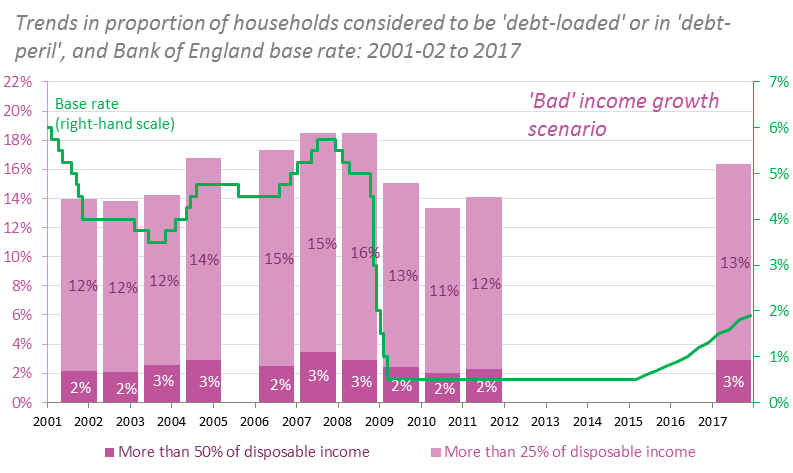 Trends in proportion of households considered to be 'debt-loaded' or in 'debt-
peril', and Bank of England base rate: 2001-02 to 2017
22%
20%
18%
16%
14%
12%
10%
8%
6%
4%
2%
0%
7%
6%
5%
4%
3%
2%
1%
0%
Base rate
(right-hand scale)
'Bad' income growth
scenario
12% 12% 12% 14% 15% 15% 16% 13% 11% 12% 13%
2% 2% 3% 3% 2% 3% 3% 2% 2% 2% 3%
2001 2002 2003 2004 2005 2006 2007 2008 2009 2010 2011 2012 2013 2014 2015 2016 2017
More than 50% of disposable income More than 25% of disposable income